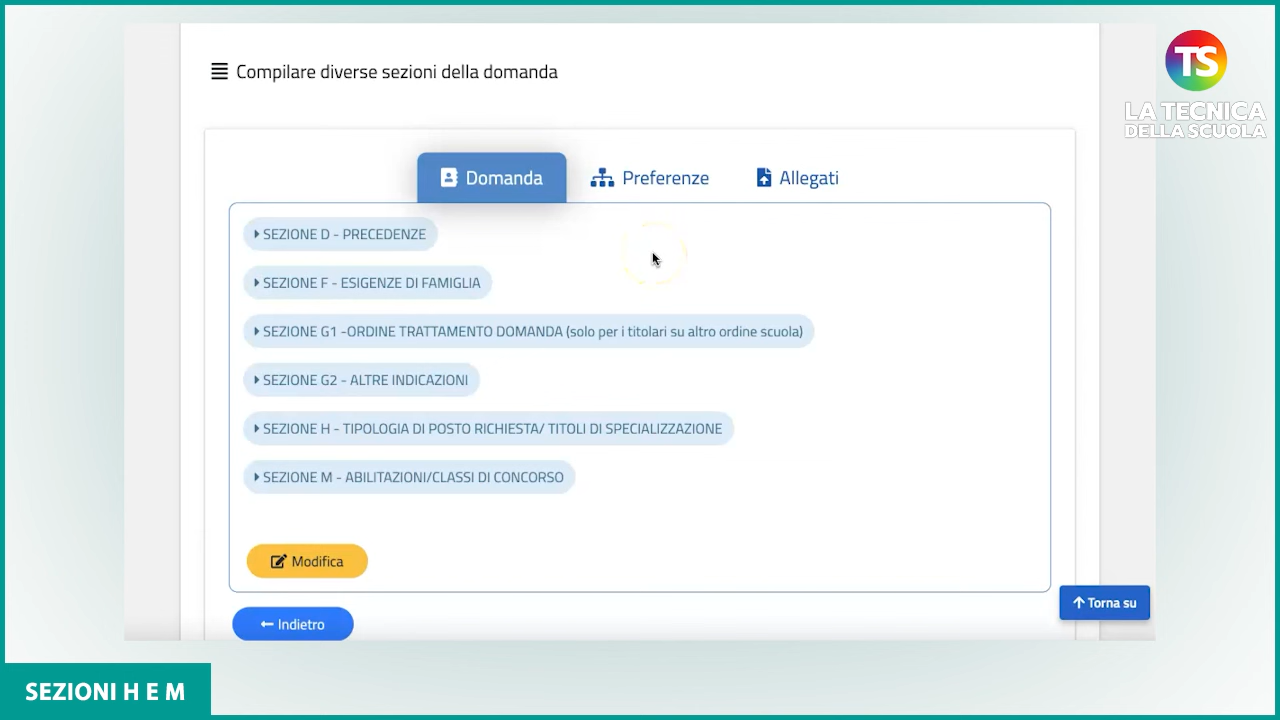 Compilare diverse sezioni della domanda
TS
LA TECNICA
DELLA SCUOLA
Domanda
Preferenze
Allegati
SEZIONE D - PRECEDENZE
SEZIONE F - ESIGENZE DI FAMIGLIA
SEZIONE G1 -ORDINE TRATTAMENTO DOMANDA (solo per i titolari su altro ordine scuola)
SEZIONE G2 - ALTRE INDICAZIONI
SEZIONE H - TIPOLOGIA DI POSTO RICHIESTA/ TITOLI DI SPECIALIZZAZIONE
SEZIONE M - ABILITAZIONI/CLASSI DI CONCORSO
Modifica
Torna su
Indietro
SEZIONI H E M